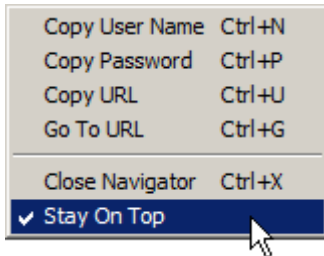 Copy User Name Ctrl+N
Copy Password Ctrl+P
Copy URL Ctrl+U
Go To URL Ctrl+G
Close Navigator Ctrl+X
Stay On Top